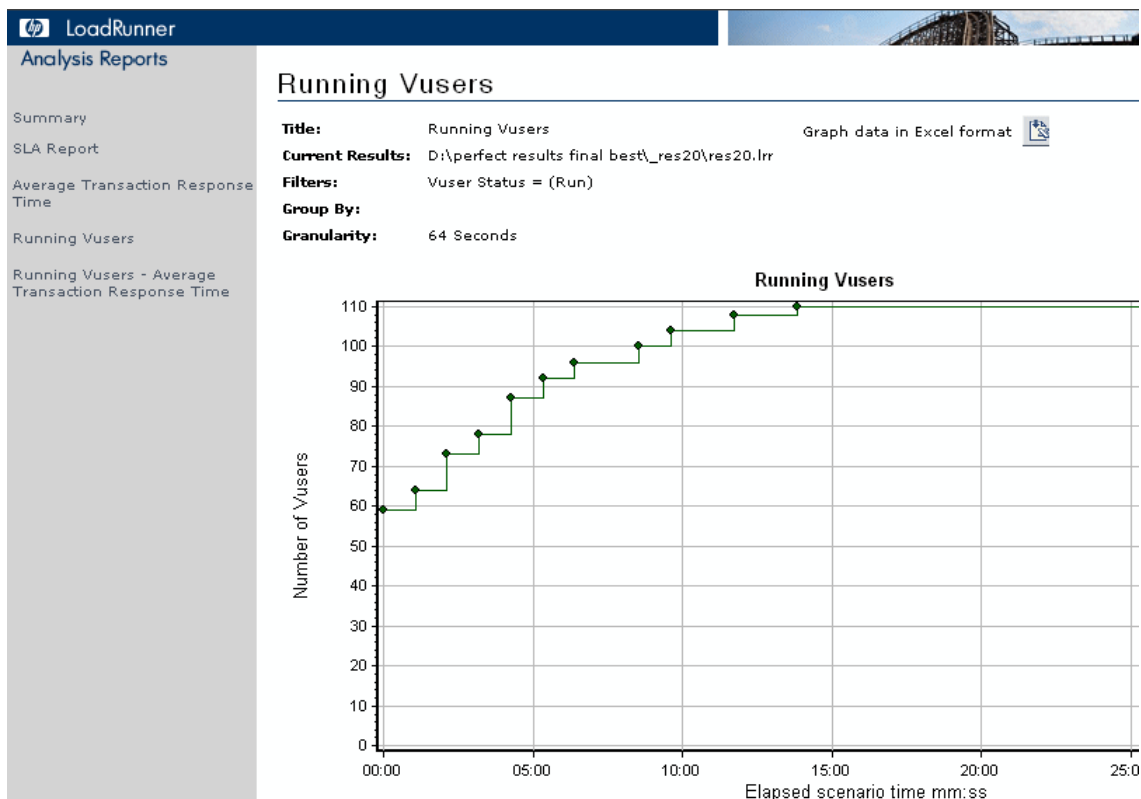 hp LoadRunner
Analysis Reports
Summary
SLA Report
Average Transaction Response
Time
Running Vusers
Running Vusers - Average
Transaction Response Time
Running Vusers
Title: Running Vusers
Graph data in Excel format
Current Results: D:\perfect results final best\_res20\res20.lrr
Filters: Vuser Status = (Run)
Group By:
Granularity: 64 Seconds
Running Vusers
Number of Vusers
110
100
90
80
70
60
50
40
30
20
10
0
00:00 05:00 10:00 15:00 20:00 25:0
Elapsed scenario time mm:ss